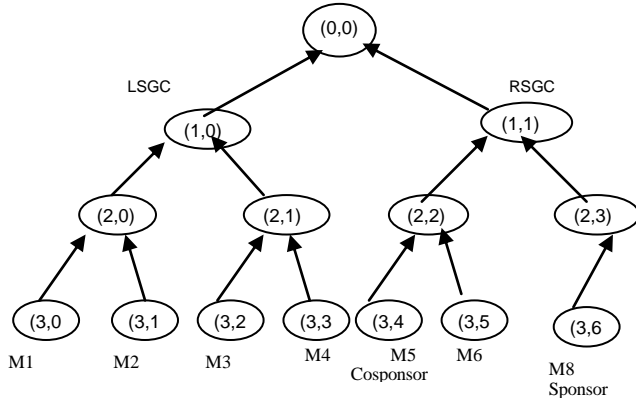 (0,0)
LSGC
RSGC
(1,0)
(1,1)
(2,0)
(2,1)
(2,2)
(2,3)
(3,0
(3,1
(3,2
(3,3
(3,4
(3,5
(3,6
M1
M2
M3
M4
M5
Cosponsor
M6
M8
Sponsor